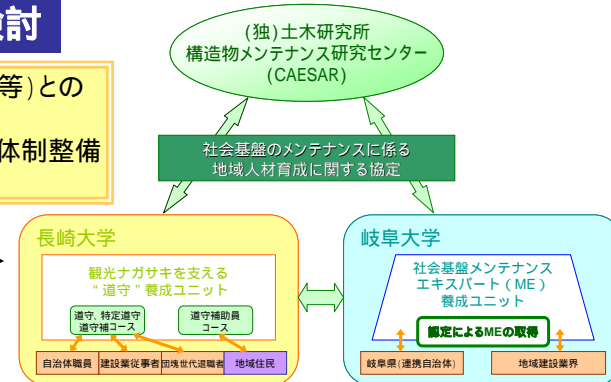 検討
等)との
体制整備
(独)土木研究所
構造物メンテナンス研究センター
(CAESAR)
社会基盤のメンテナンスに係る
地域人材育成に関する協定
長崎大学
観光ナガサキを支える
“道守”養成ユニット
道守、特定道守
道守補コース
道守補助員
コース
自治体職員
建設業従事者
団塊世代退職者
地域住民
岐阜大学
社会基盤メンテナンス
エキスパート(ME)
養成ユニット
認定によるMEの取得
岐阜県(連携自治体)
地域建設業界